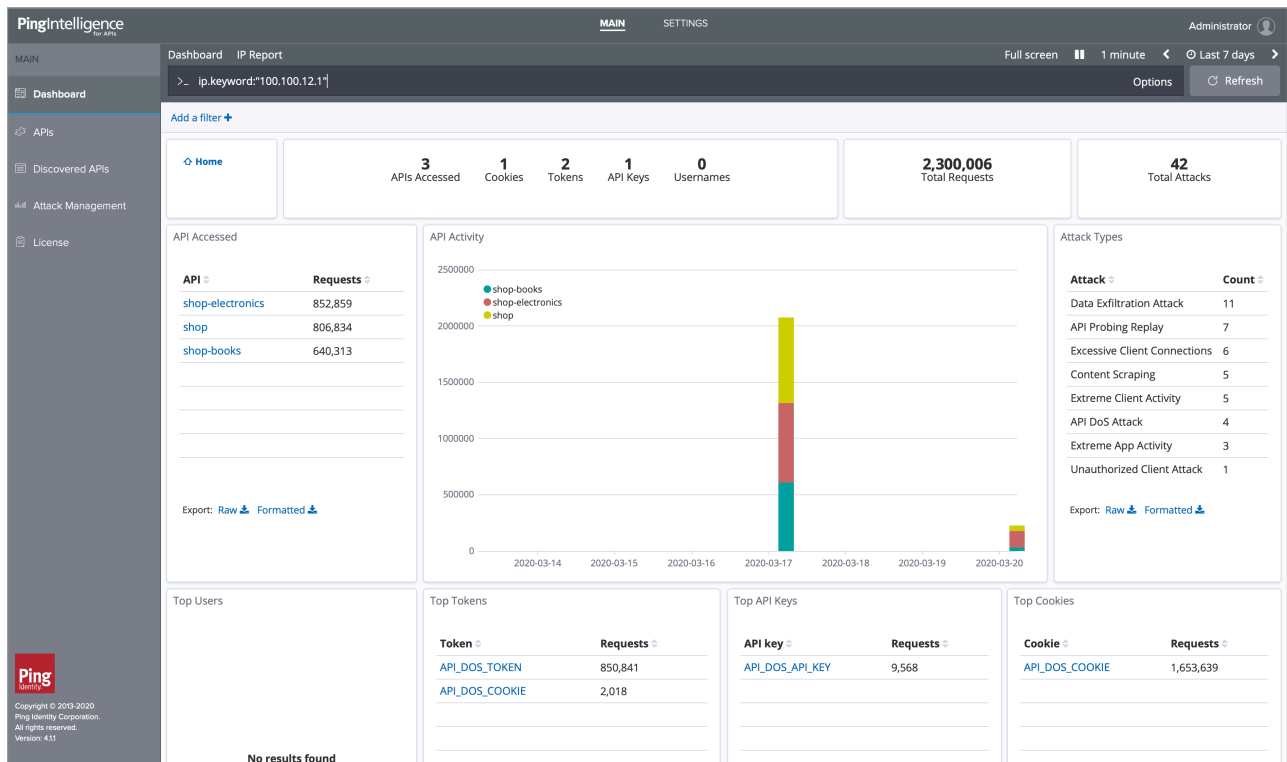 PingIntelligence
for APIs
MAIN
SETTINGS
Administrator
MAIN
Dashboard
APIs
Discovered APIs
Attack Management
License
Dashboard IP Report
Full screen 1 minute Last 7 days
>_ ip.keyword:"100.100.12.1"
Options
Refresh
Add a filter
Home
3 1 2 1 0
APIs Accessed Cookies Tokens API Keys Usernames
2,300,006
Total Requests
42
Total Attacks
API Accessed
API Requests
shop-electronics 852,859
shop 806,834
shop-books 640,313
Export: Raw Formatted
API Activity
2500000
shop-books
shop-electronics
shop
2000000
1500000
1000000
500000
0
2020-03-14 2020-03-15 2020-03-16 2020-03-17 2020-03-18 2020-03-19 2020-03-20
Attack Types
Attack Count
Data Exfiltration Attack 11
API Probing Replay 7
Excessive Client Connections 6
Content Scraping 5
Extreme Client Activity 5
API DoS Attack 4
Extreme App Activity 3
Unauthorized Client Attack 1
Export: Raw Formatted
Top Users
No results found
Top Tokens
Token Requests
API_DOS_TOKEN 850,841
API_DOS_COOKIE 2,018
Top API Keys
API key Requests
API_DOS_API_KEY 9,568
Top Cookies
Cookie Requests
API_DOS_COOKIE 1,653,639
Ping
Identity.
Copyright © 2013-2020
Ping Identity Corporation.
All rights reserved.
Version: 4.1.1